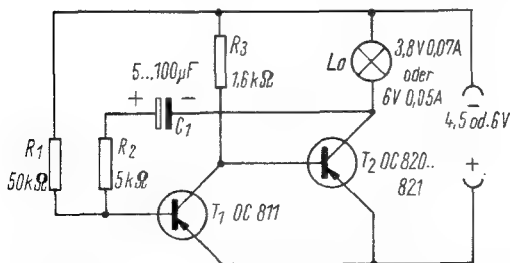 R3
1,6kΩ
5...100µF
+ −
C1
La
3,8V 0,07A
oder
6V 0,05A
−
4,5 od. 6V
+
R1
50kΩ
R2
5kΩ
T1 OC 811
T2 OC 820..
821